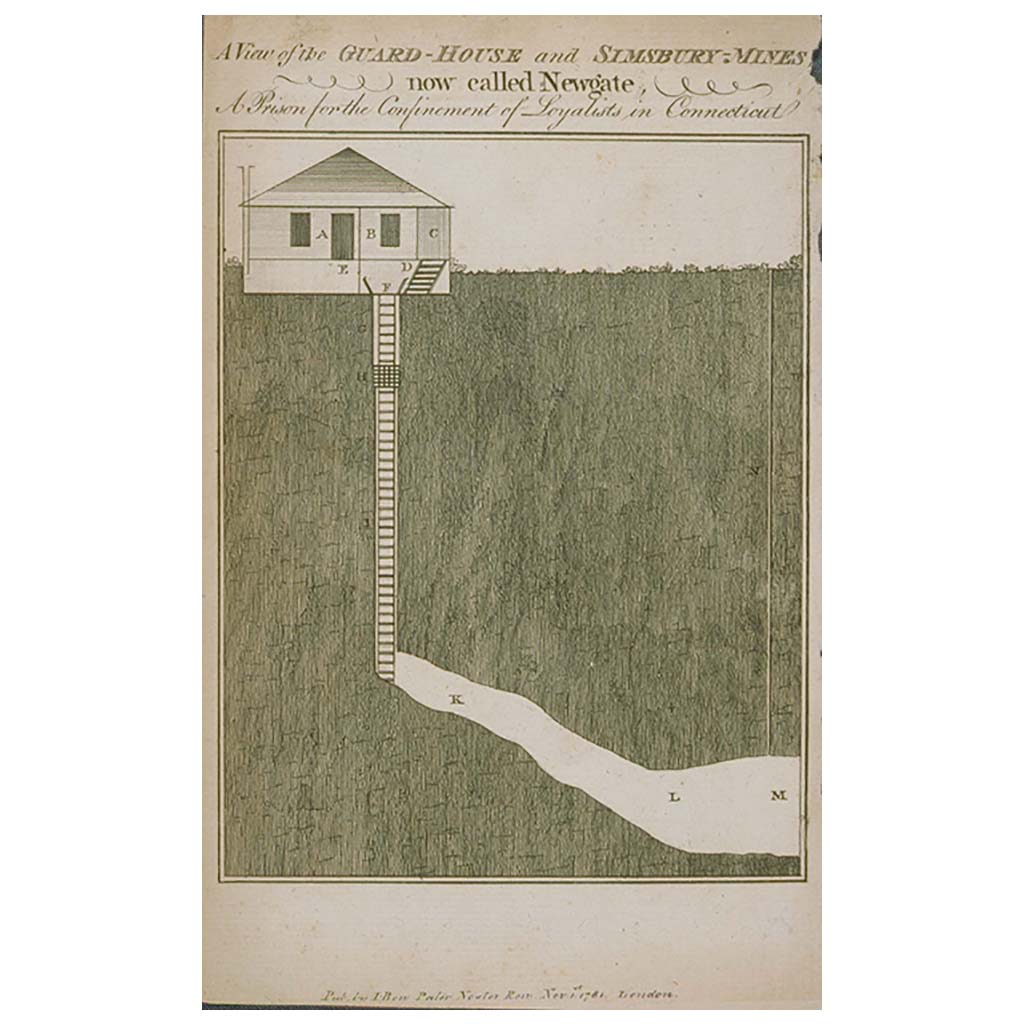 A View of the GUARD-HOUSE and SIMSBURY-MINES,
now called Newgate,
A Prison for the Confinement of Loyalists in Connecticut
A
B
C
E
D
F
G
H
N
I
K
L
M
Pub. by I. Bew Pater Noster Row Nov. 1st 1781. London.